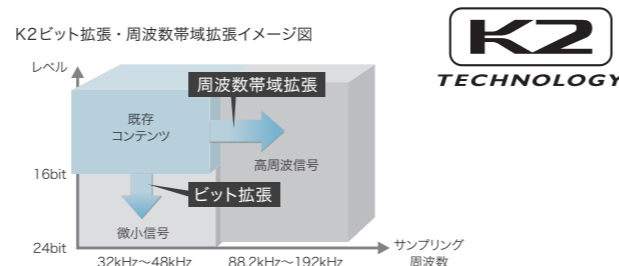 K2ビット拡張・周波数帯域拡張イメージ図
K2
TECHNOLOGY
レベル
周波数帯域拡張
既存
コンテンツ
高周波信号
16bit
ビット拡張
微小信号
24bit
サンプリング
周波数
32kHz〜48kHz
88.2kHz〜192kHz